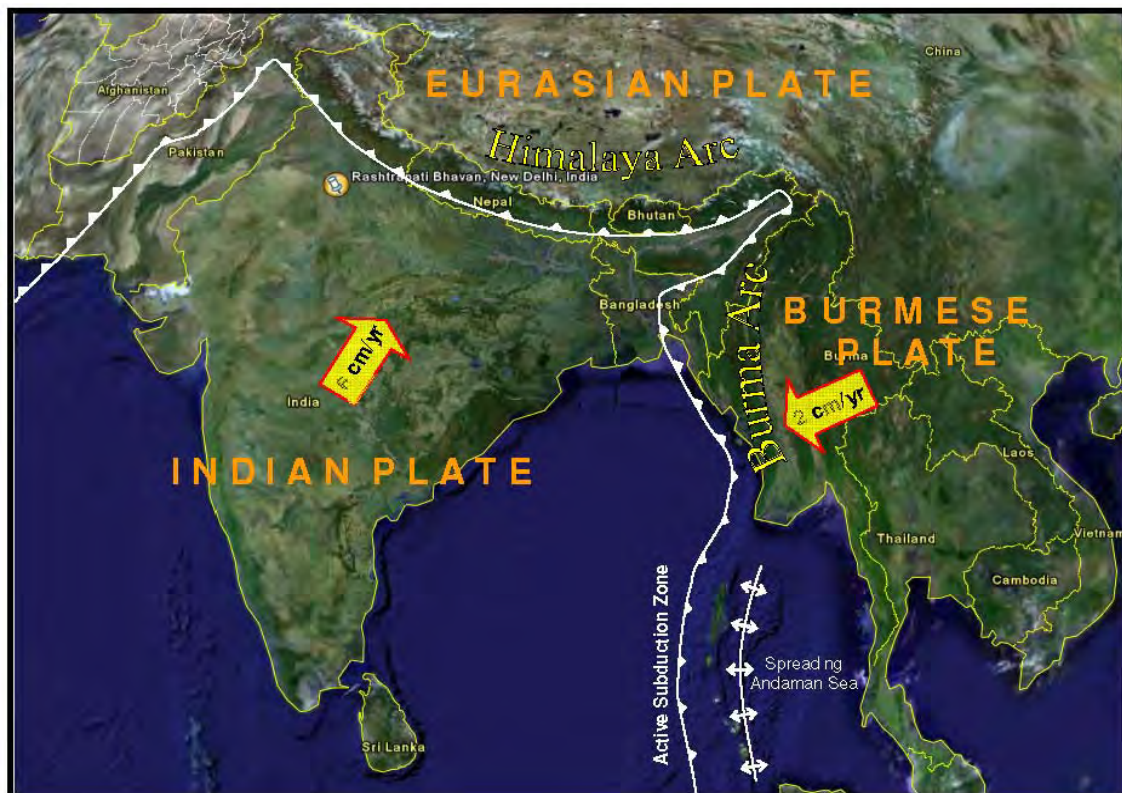 China
EURASIAN PLATE
Afghanistan
Himalaya Arc
Pakistan
Rashtrapati Bhavan, New Delhi, India
Nepal
Bhutan
Bangladesh
Burma Arc
BURMESE
PLATE
Burma
cm/yr
India
2 cm/yr
INDIAN PLATE
Laos
Thailand
Vietnam
Cambodia
Active Subduction Zone
Spreading
Andaman Sea
Sri Lanka